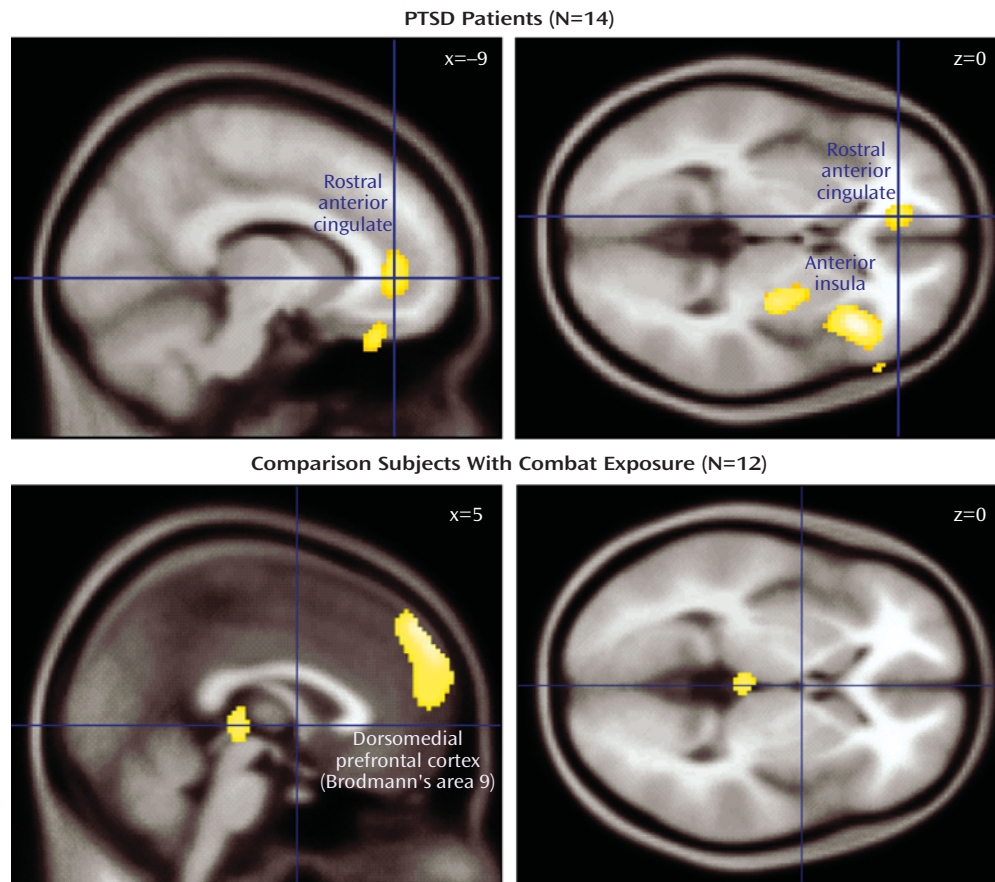 PTSD Patients (N=14)
x=–9
z=0
Rostral
anterior
cingulate
Rostral
anterior
cingulate
Anterior
insula
Comparison Subjects With Combat Exposure (N=12)
x=5
z=0
Dorsomedial
prefrontal cortex
(Brodmann's area 9)